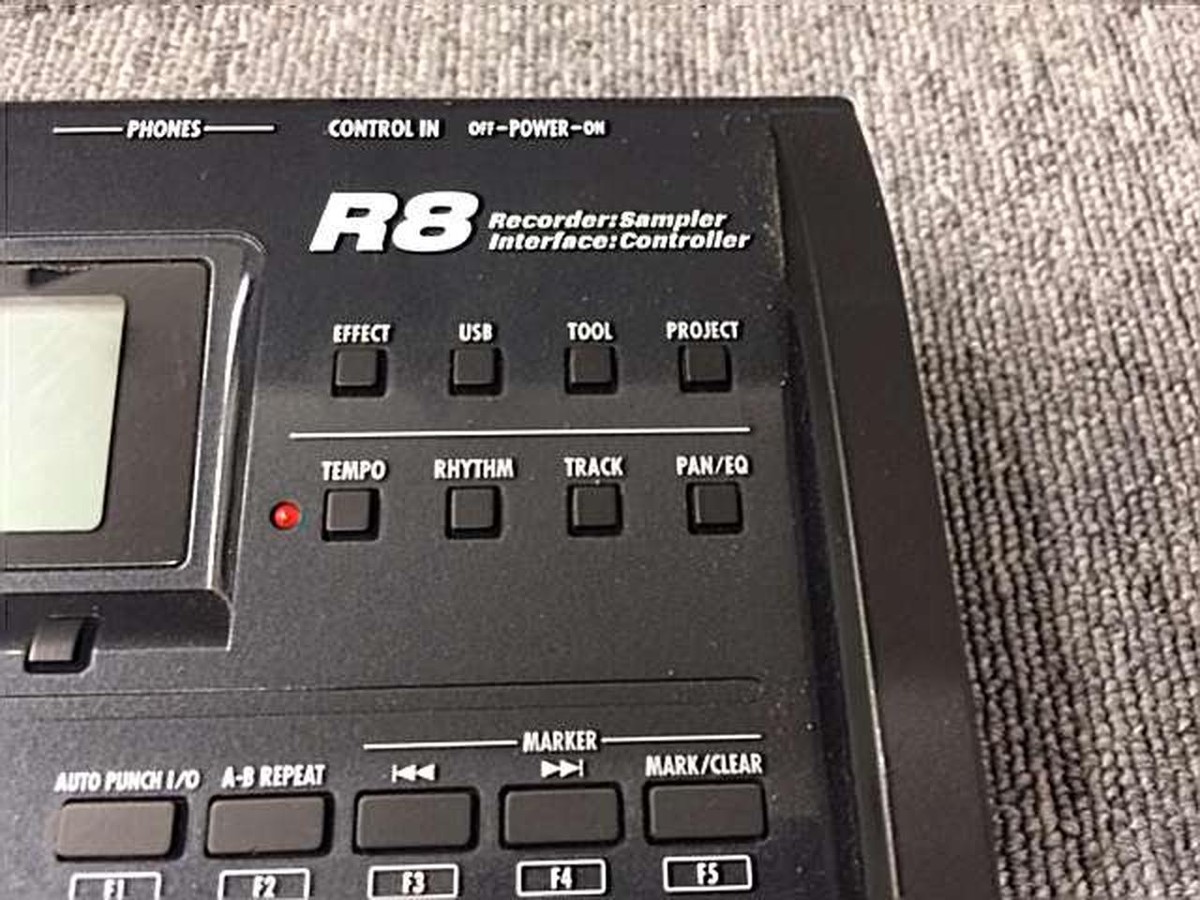 PHONES CONTROL IN OFF-POWER-ON
R8 Recorder:Sampler
Interface:Controller
EFFECT USB TOOL PROJECT
TEMPO RHYTHM TRACK PAN/EQ
MARKER
AUTO PUNCH I/O A-B REPEAT MARK/CLEAR
F1 F2 F3 F4 F5